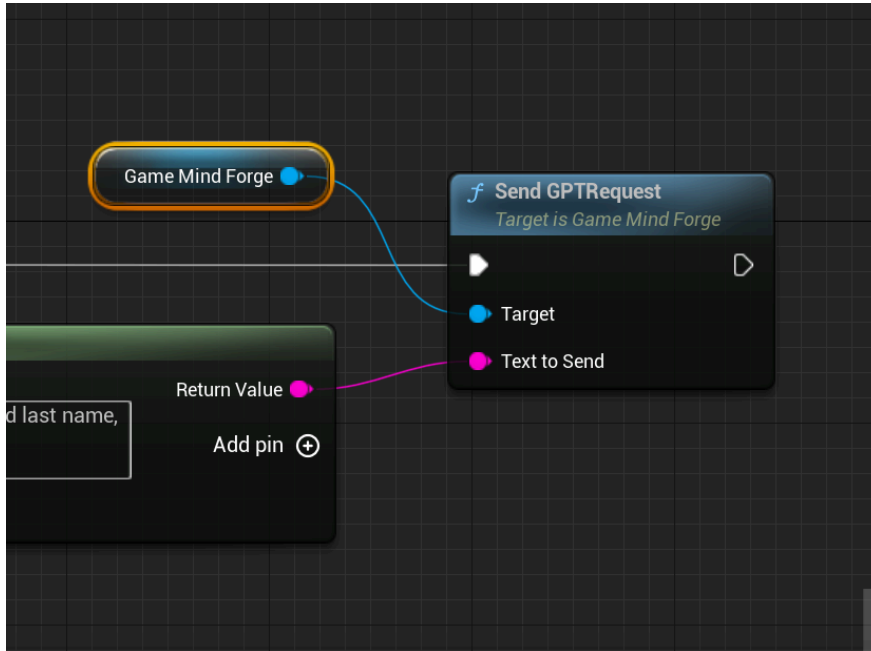 Game Mind Forge
Send GPTRequest
Target is Game Mind Forge
Target
Return Value
Text to Send
d last name,
Add pin